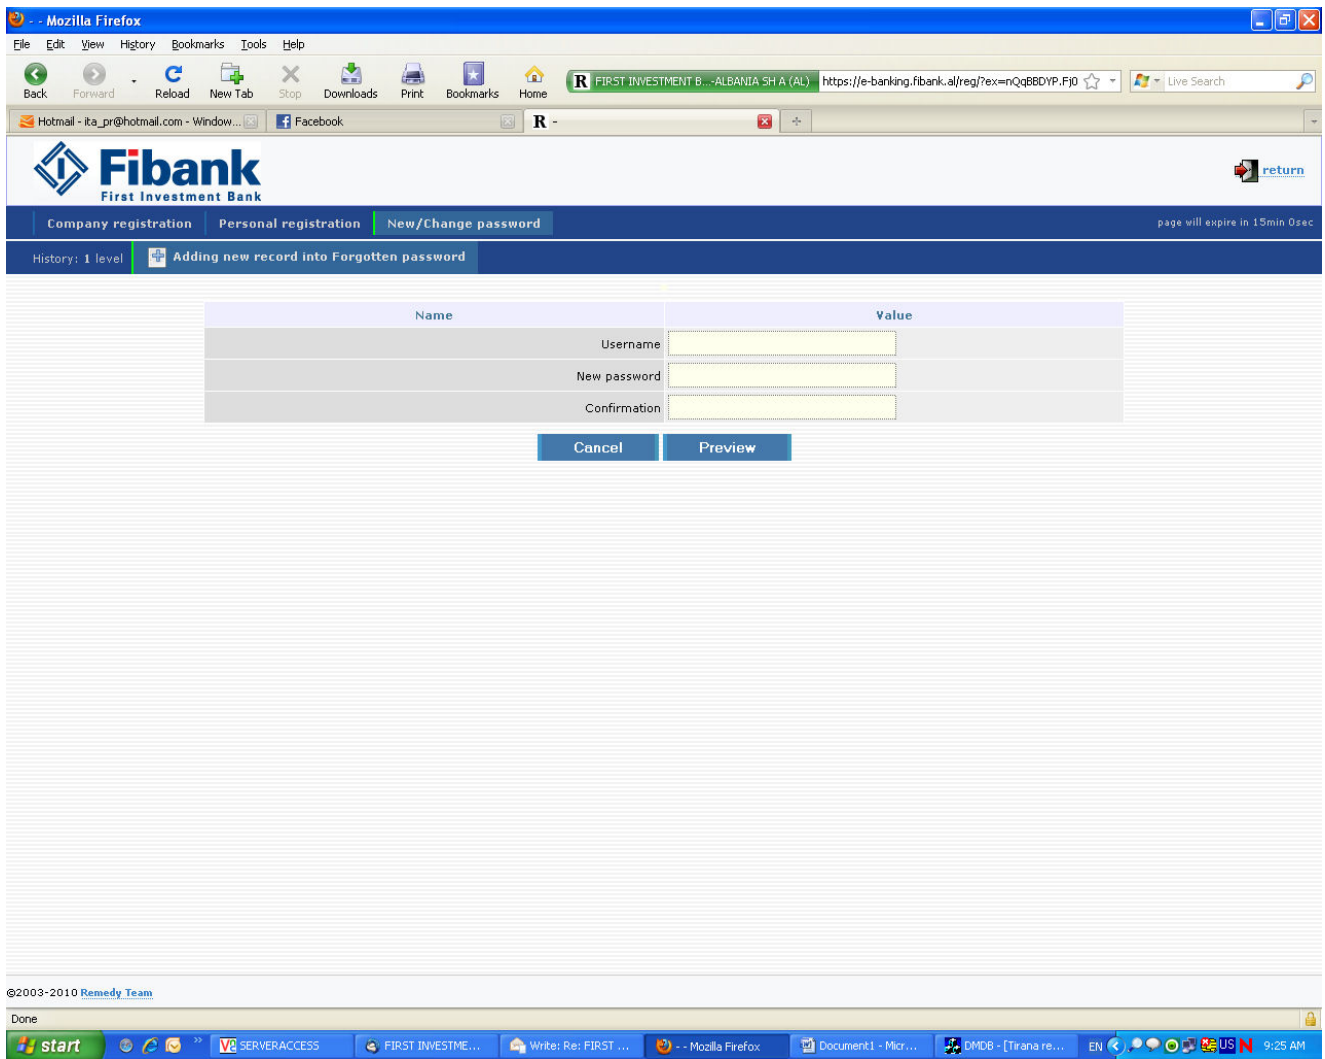 - - Mozilla Firefox
File Edit View History Bookmarks Tools Help
Back Forward Reload New Tab Stop Downloads Print Bookmarks Home R FIRST INVESTMENT B...-ALBANIA SH A (AL) https://e-banking.fibank.al/reg/?ex=nQqBBDYP.Fj0 Live Search
Hotmail - ita_pr@hotmail.com - Window... Facebook R -
Fibank
First Investment Bank
return
Company registration Personal registration New/Change password page will expire in 15min 0sec
History: 1 level Adding new record into Forgotten password
Name Value
Username
New password
Confirmation
Cancel Preview
©2003-2010 Remedy Team
Done
start » V2 SERVERACCESS FIRST INVESTME... Write: Re: FIRST ... - - Mozilla Firefox Document1 - Micr... DMDB - [Tirana re... EN US N 9:25 AM